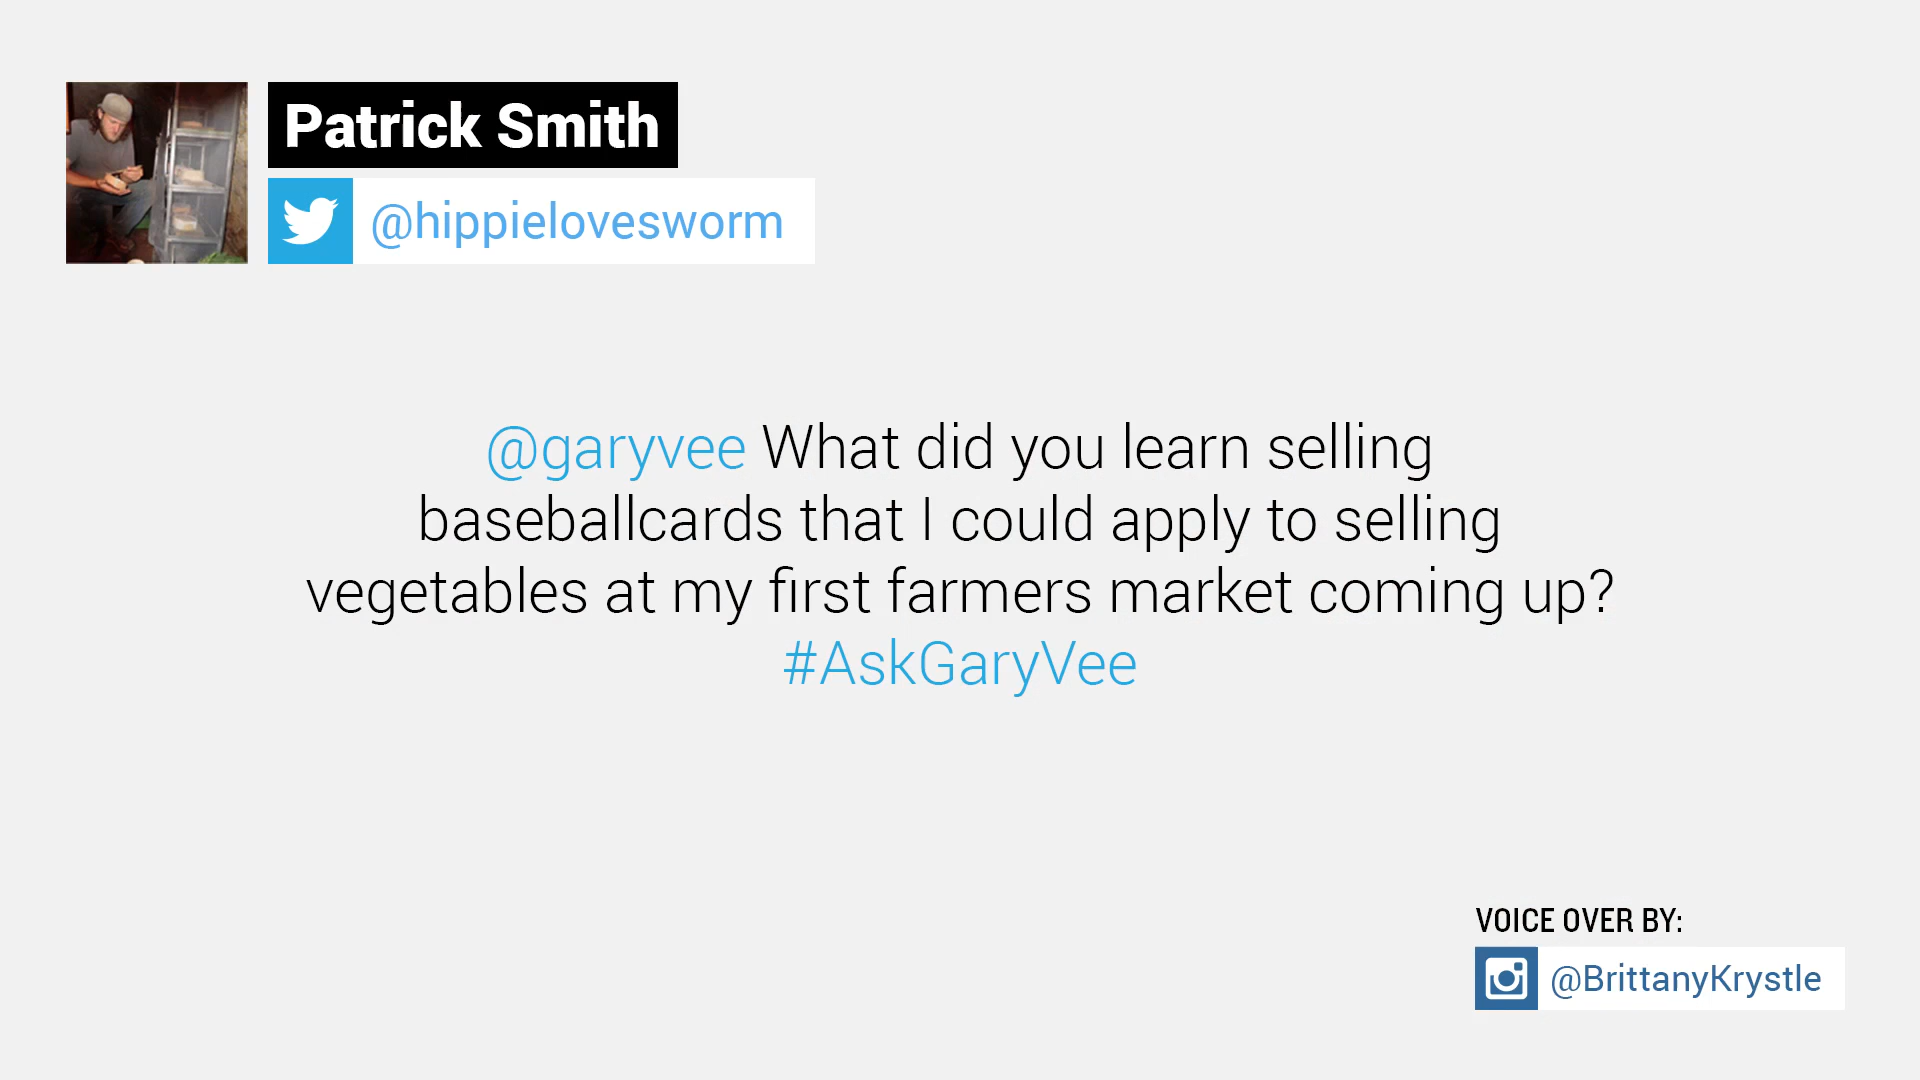 Patrick Smith
@hippielovesworm
@garyvee What did you learn selling
baseballcards that I could apply to selling
vegetables at my first farmers market coming up?
#AskGaryVee
VOICE OVER BY:
@BrittanyKrystle